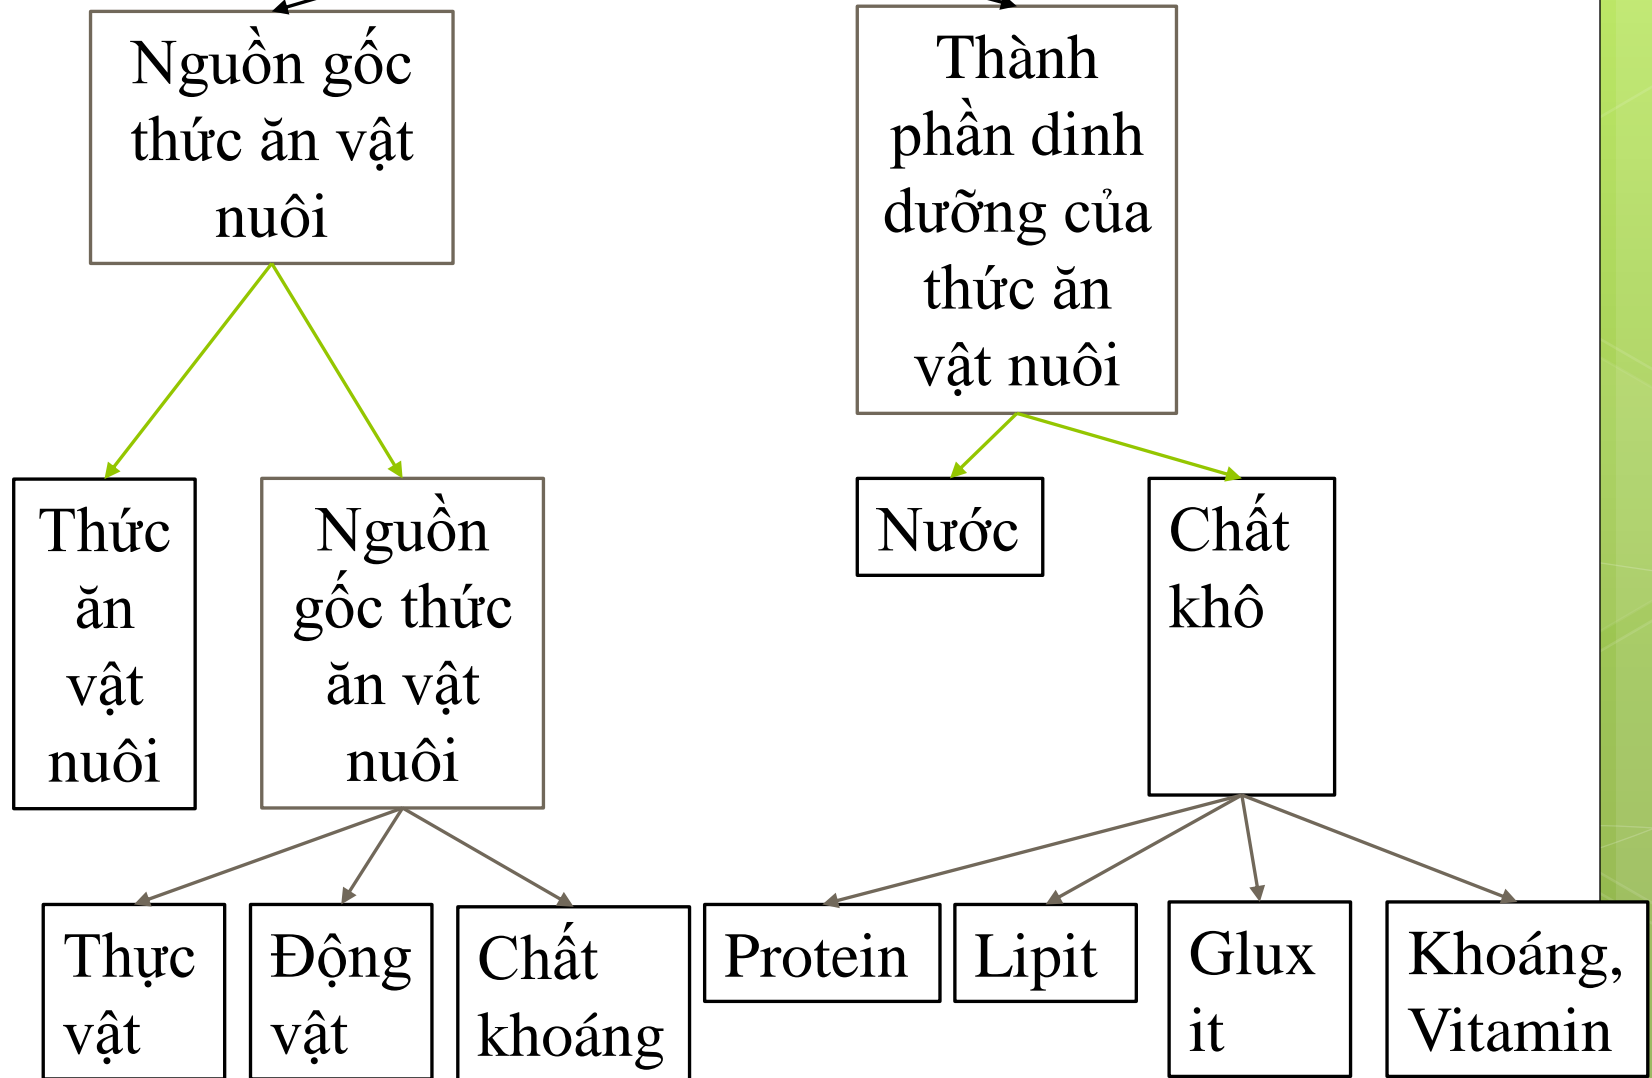 Nguồn gốc
thức ăn vật
nuôi
Thành
phần dinh
dưỡng của
thức ăn
vật nuôi
Thức
ăn
vật
nuôi
Nguồn
gốc thức
ăn vật
nuôi
Nước
Chất
khô
Thực
vật
Động
vật
Chất
khoáng
Protein
Lipit
Glux
it
Khoáng,
Vitamin